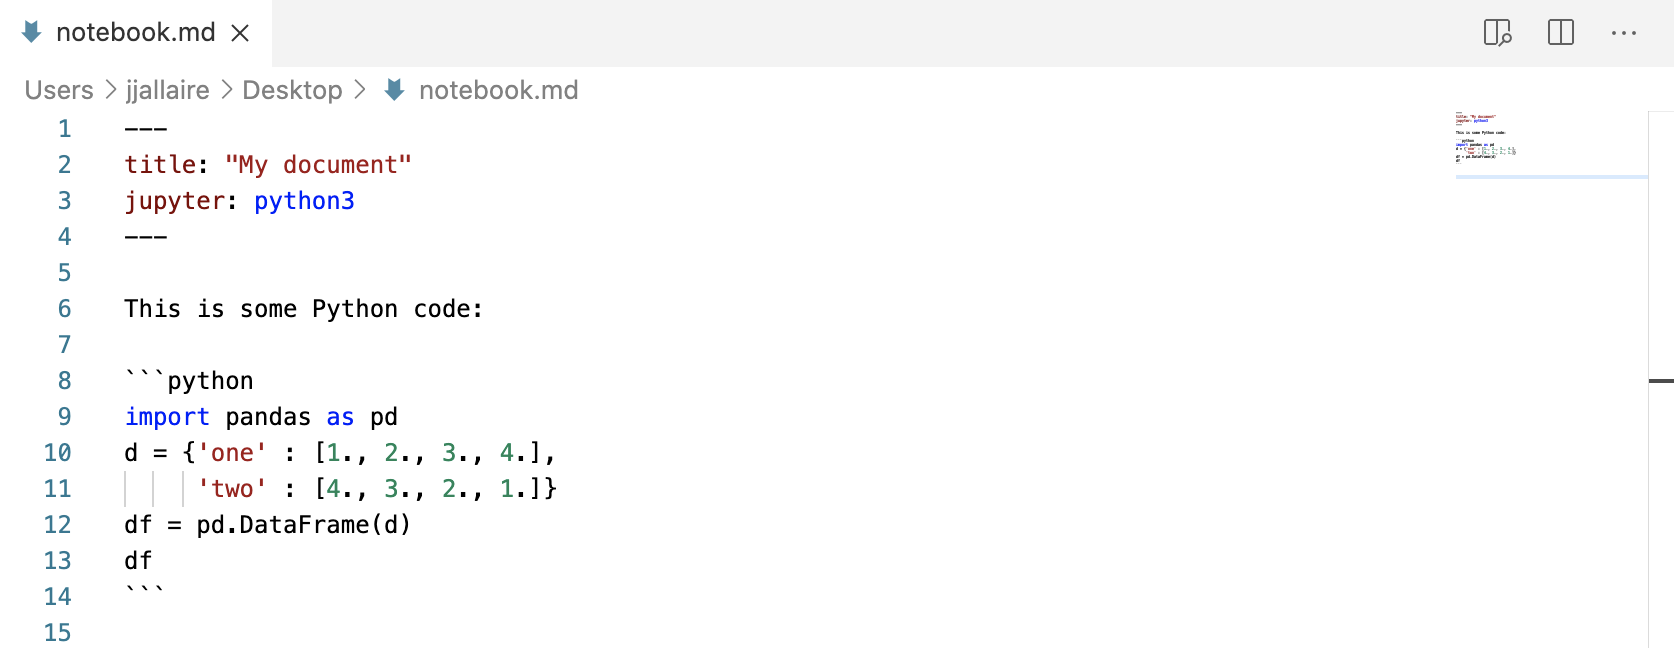 notebook.md
Users > jjallaire > Desktop > notebook.md
1 ---
2 title: "My document"
3 jupyter: python3
4 ---
5
6 This is some Python code:
7
8 ```python
9 import pandas as pd
10 d = {'one' : [1., 2., 3., 4.],
11      'two' : [4., 3., 2., 1.]}
12 df = pd.DataFrame(d)
13 df
14 ```
15